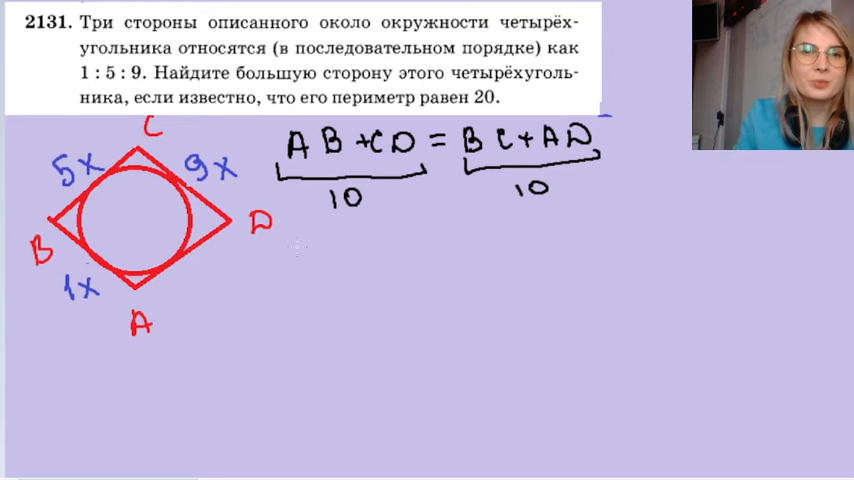 2131. Три стороны описанного около окружности четырёх-
угольника относятся (в последовательном порядке) как
1 : 5 : 9. Найдите большую сторону этого четырёхуголь-
ника, если известно, что его периметр равен 20.
C
AB + CD = BC + AD
5x 9x
10 10
B D
1x
A